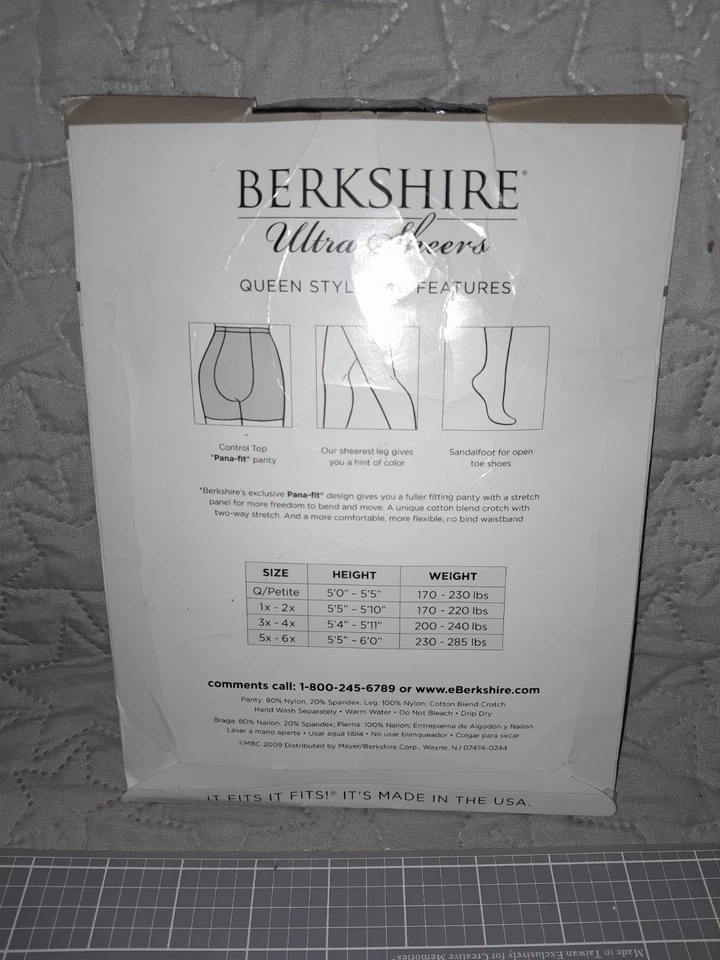 BERKSHIRE®
Ultra Sheers
QUEEN STYL FEATURES
Control Top
*Pana-fit® panty
Our sheerest leg gives
you a hint of color
Sandalfoot for open
toe shoes
*Berkshire's exclusive Pana-fit® design gives you a fuller fitting panty with a stretch
panel for more freedom to bend and move. A unique cotton blend crotch with
two-way stretch. And a more comfortable, more flexible, no bind waistband
SIZE HEIGHT WEIGHT
Q/Petite 5'0" - 5'5" 170 - 230 lbs
1x - 2x 5'5" - 5'10" 170 - 220 lbs
3x - 4x 5'4" - 5'11" 200 - 240 lbs
5x - 6x 5'5" - 6'0" 230 - 285 lbs
comments call: 1-800-245-6789 or www.eBerkshire.com
Panty: 80% Nylon, 20% Spandex; Leg: 100% Nylon; Cotton Blend Crotch
Hand Wash Separately • Warm Water • Do Not Bleach • Drip Dry
Braga: 80% Nailon, 20% Spandex; Pierna: 100% Nailon; Entrepierna de Algodón y Nailon
Lavar a mano aparte • Usar agua tibia • No usar blanqueador • Colgar para secar
©MBC 2009 Distributed by Mayer/Berkshire Corp., Wayne, NJ 07474-0244
IT FITS IT FITS!® IT'S MADE IN THE USA.
Made in Taiwan Exclusively for Creative Memories®